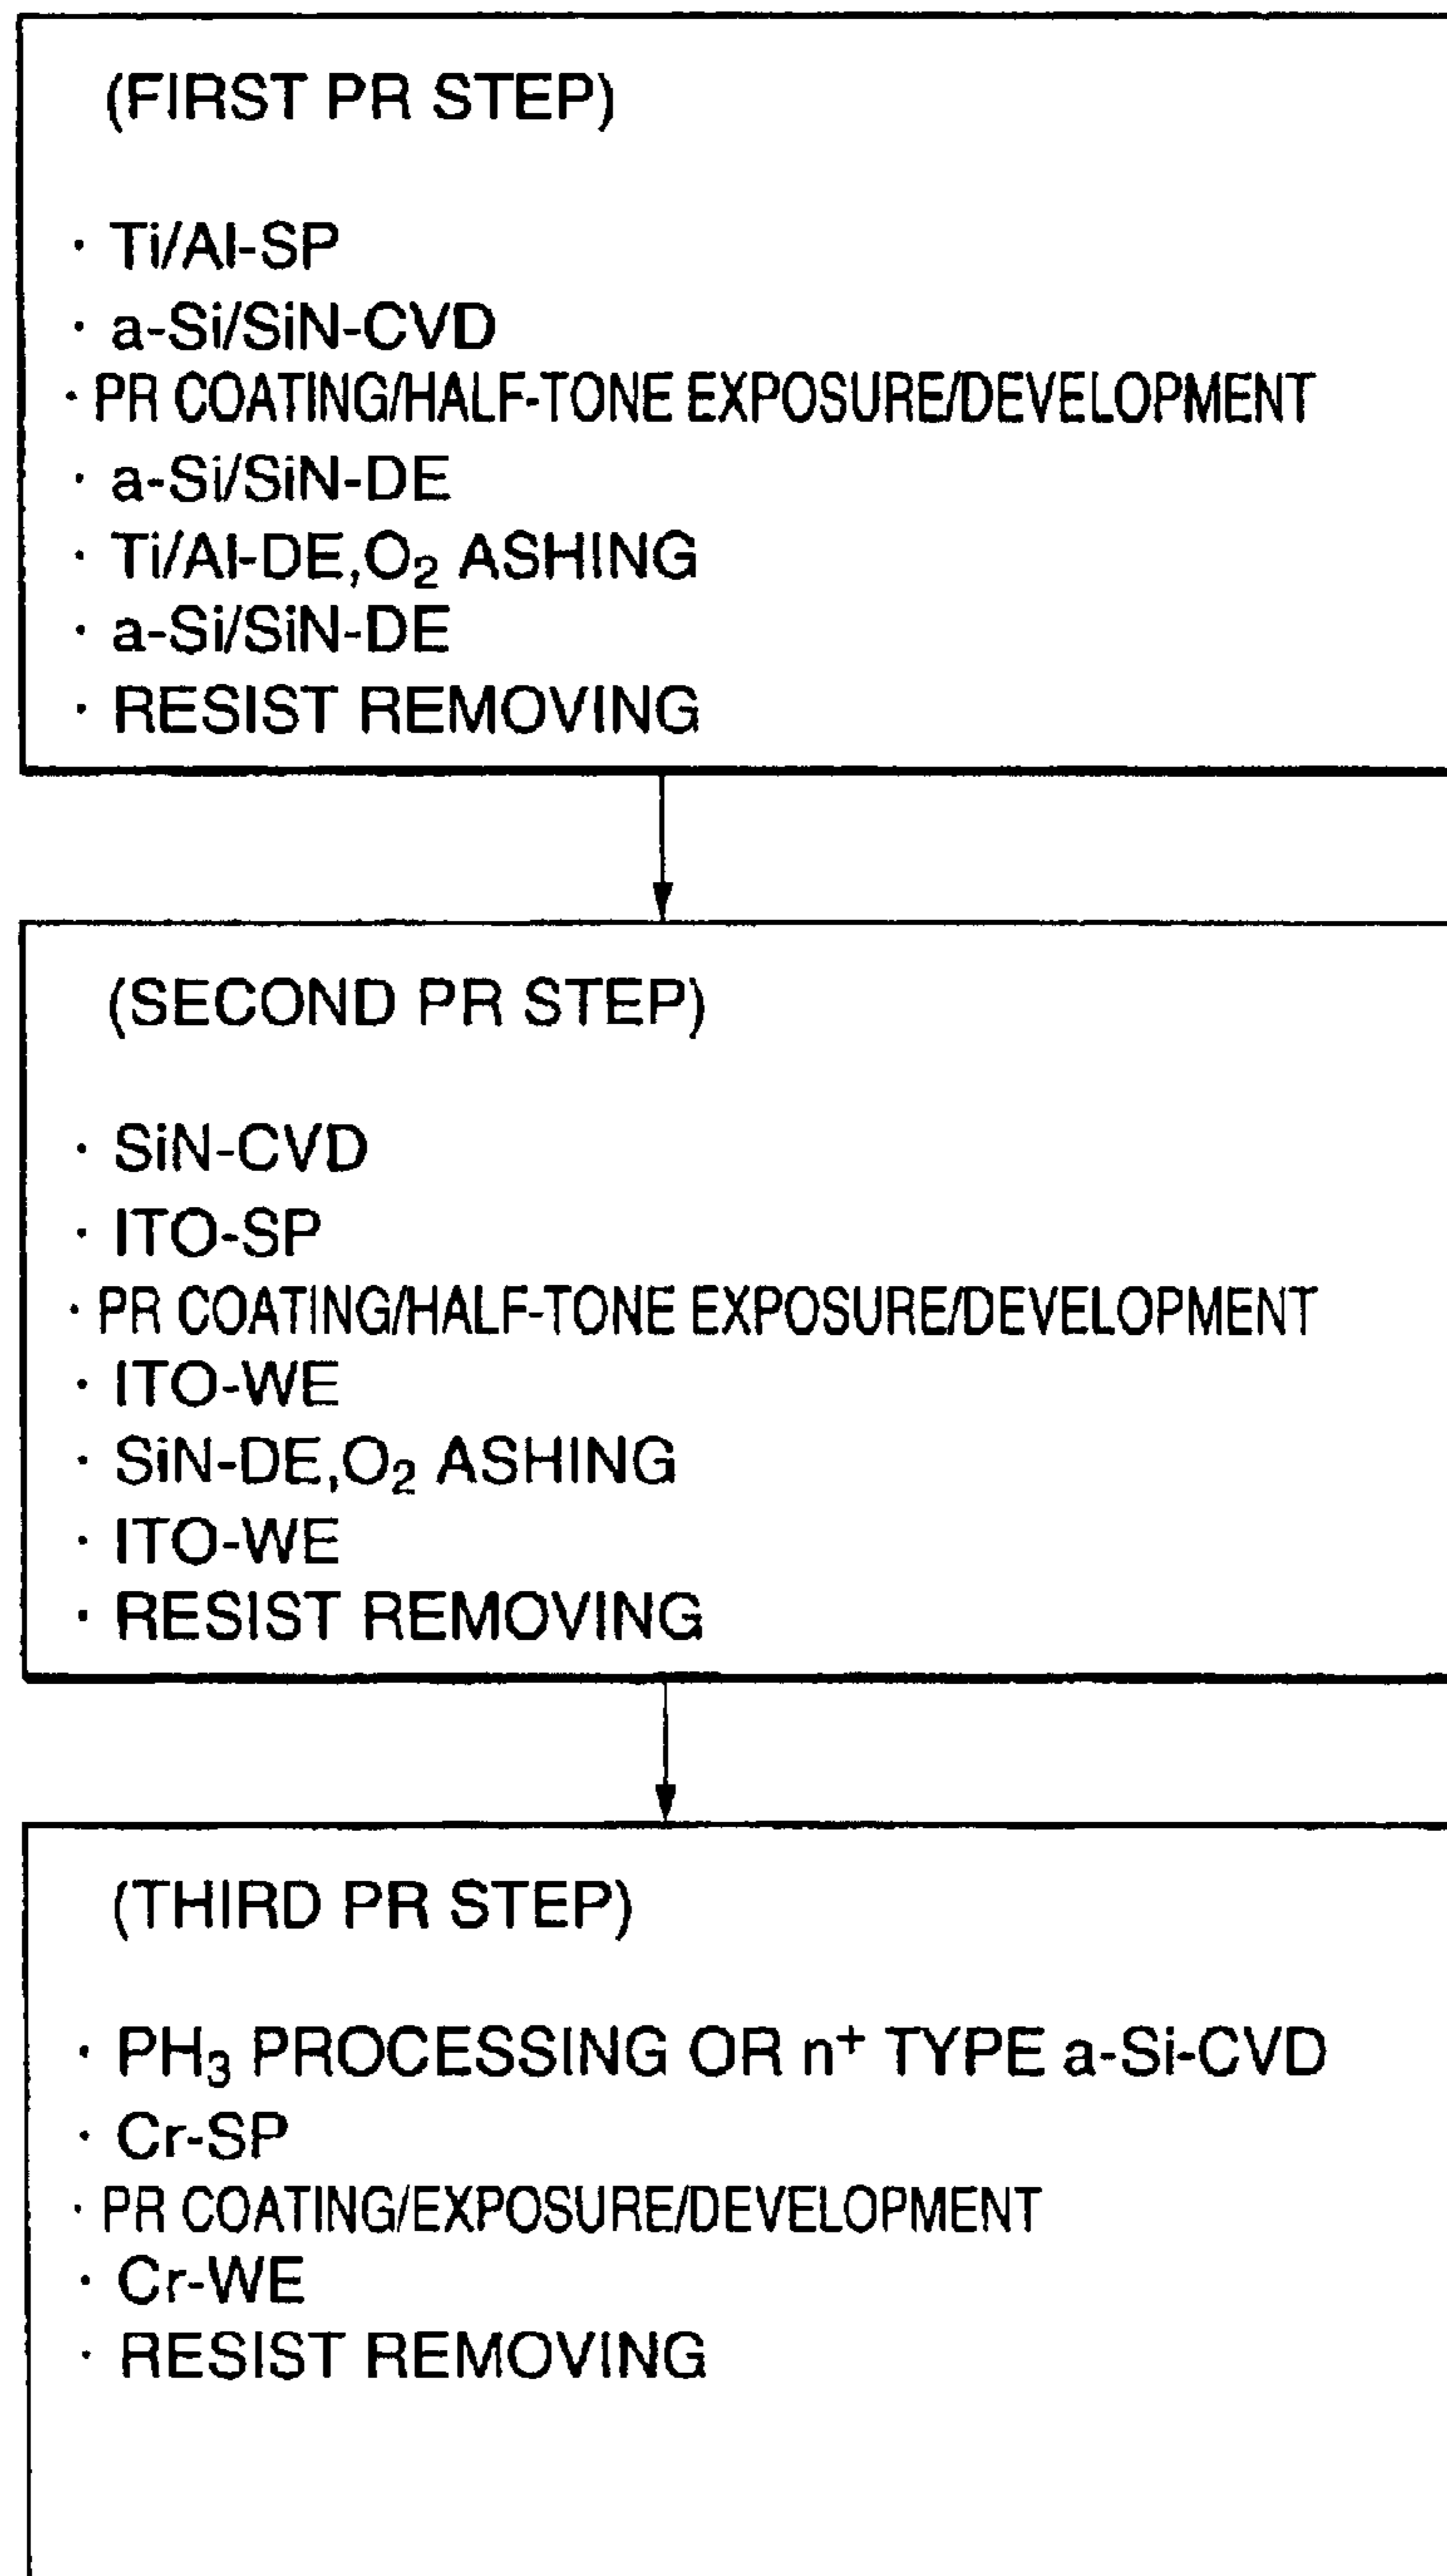 (FIRST PR STEP)
· Ti/Al-SP
· a-Si/SiN-CVD
· PR COATING/HALF-TONE EXPOSURE/DEVELOPMENT
· a-Si/SiN-DE
· Ti/Al-DE,O₂ ASHING
· a-Si/SiN-DE
· RESIST REMOVING
(SECOND PR STEP)
· SiN-CVD
· ITO-SP
· PR COATING/HALF-TONE EXPOSURE/DEVELOPMENT
· ITO-WE
· SiN-DE,O₂ ASHING
· ITO-WE
· RESIST REMOVING
(THIRD PR STEP)
· PH₃ PROCESSING OR n⁺ TYPE a-Si-CVD
· Cr-SP
· PR COATING/EXPOSURE/DEVELOPMENT
· Cr-WE
· RESIST REMOVING